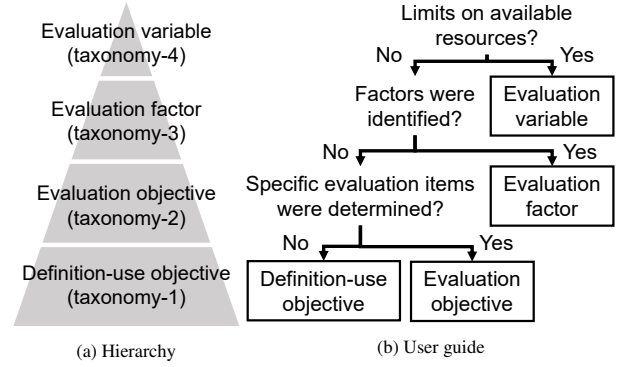 Evaluation variable
(taxonomy-4)
Evaluation factor
(taxonomy-3)
Evaluation objective
(taxonomy-2)
Definition-use objective
(taxonomy-1)
(a) Hierarchy
Limits on available
resources?
No
Yes
Factors were
identified?
Evaluation
variable
No
Yes
Specific evaluation items
were determined?
Evaluation
factor
No
Yes
Definition-use
objective
Evaluation
objective
(b) User guide